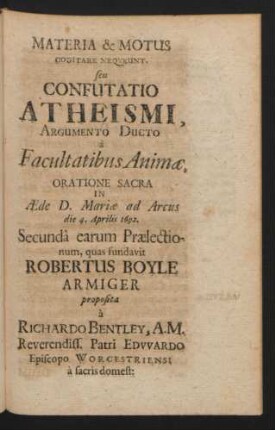 MATERIA & MOTUS
COGITARE NEQVEUNT.
seu
CONFUTATIO
ATHEISMI,
ARGUMENTO DUCTO
à
Facultatibus Animæ,
ORATIONE SACRA
IN
Æde D. Mariæ ad Arcus
die 4. Aprilis 1692.
Secundâ earum Prælectio-
num, quas fundavit
ROBERTUS BOYLE
ARMIGER
proposita
à
RICHARDO BENTLEY, A.M.
Reverendiss. Patri EDVVARDO
Episcopo WORCESTRIENSI
à sacris domest: